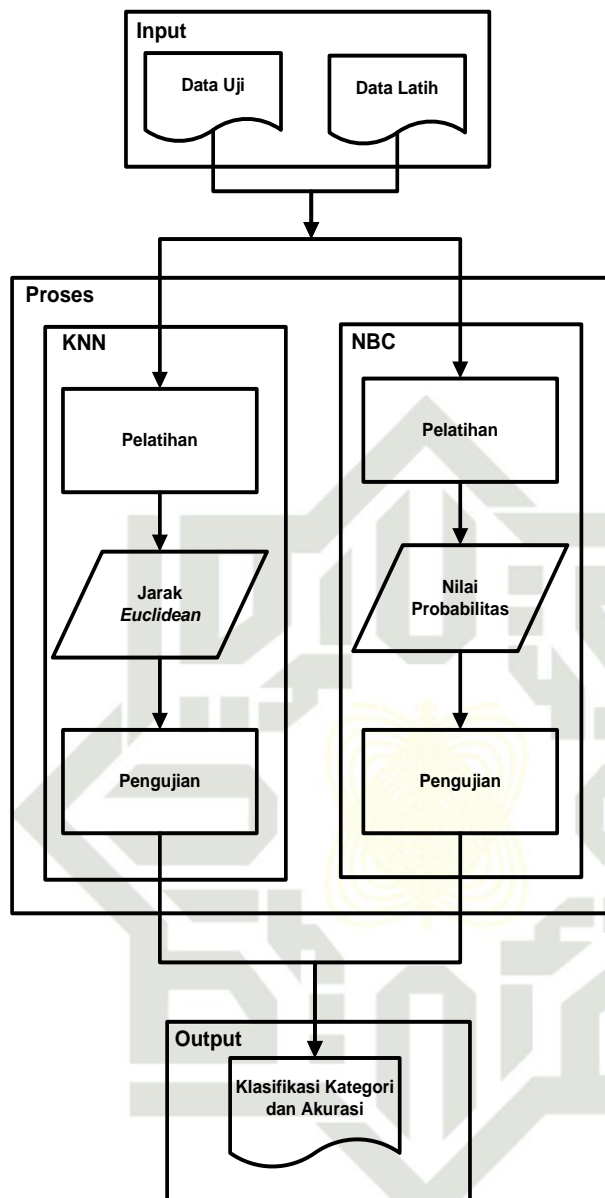 Input
Data Uji
Data Latih
Proses
KNN
Pelatihan
Jarak
Euclidean
Pengujian
NBC
Pelatihan
Nilai
Probabilitas
Pengujian
Output
Klasifikasi Kategori
dan Akurasi